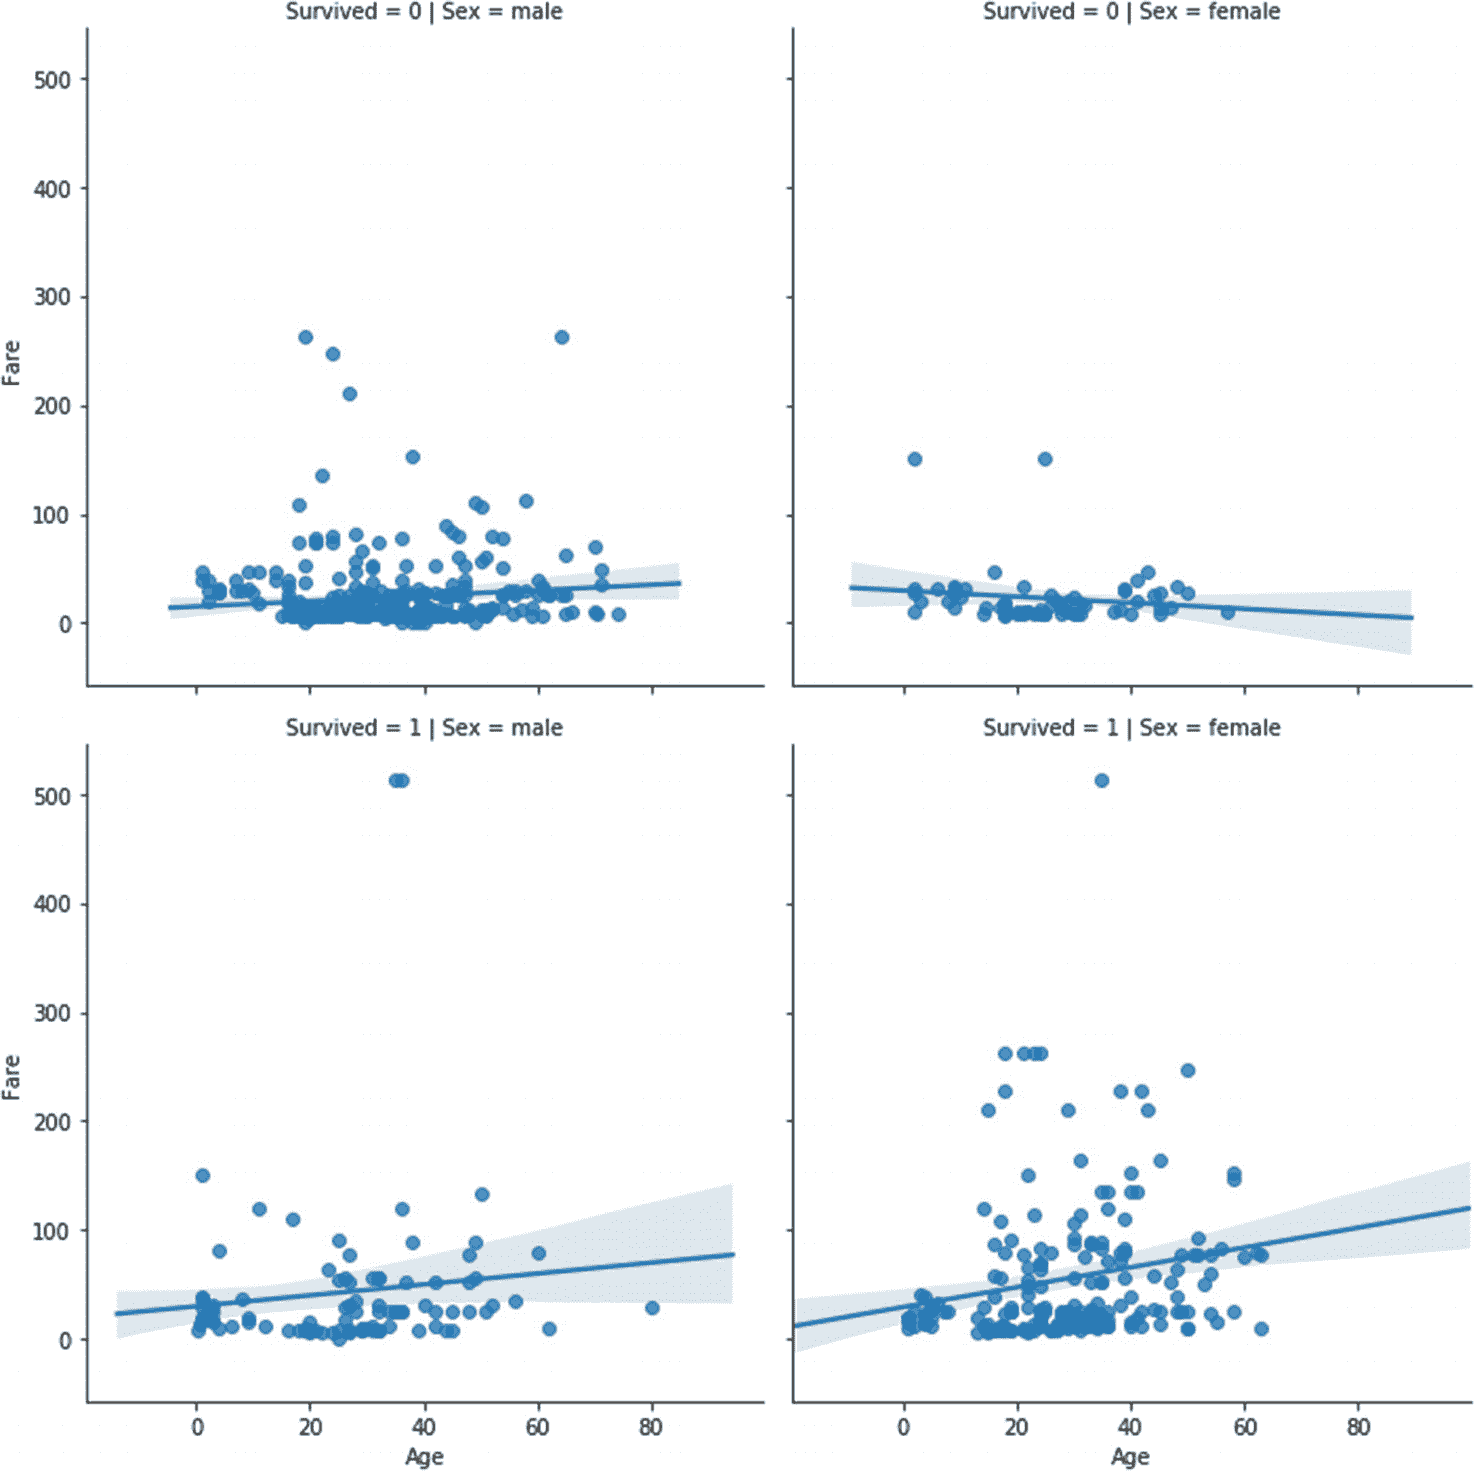 Survived = 0 | Sex = male
Survived = 0 | Sex = female
500
400
300
200
100
0
Fare
Survived = 1 | Sex = male
Survived = 1 | Sex = female
500
400
300
200
100
0
Fare
0 20 40 60 80
0 20 40 60 80
Age
Age